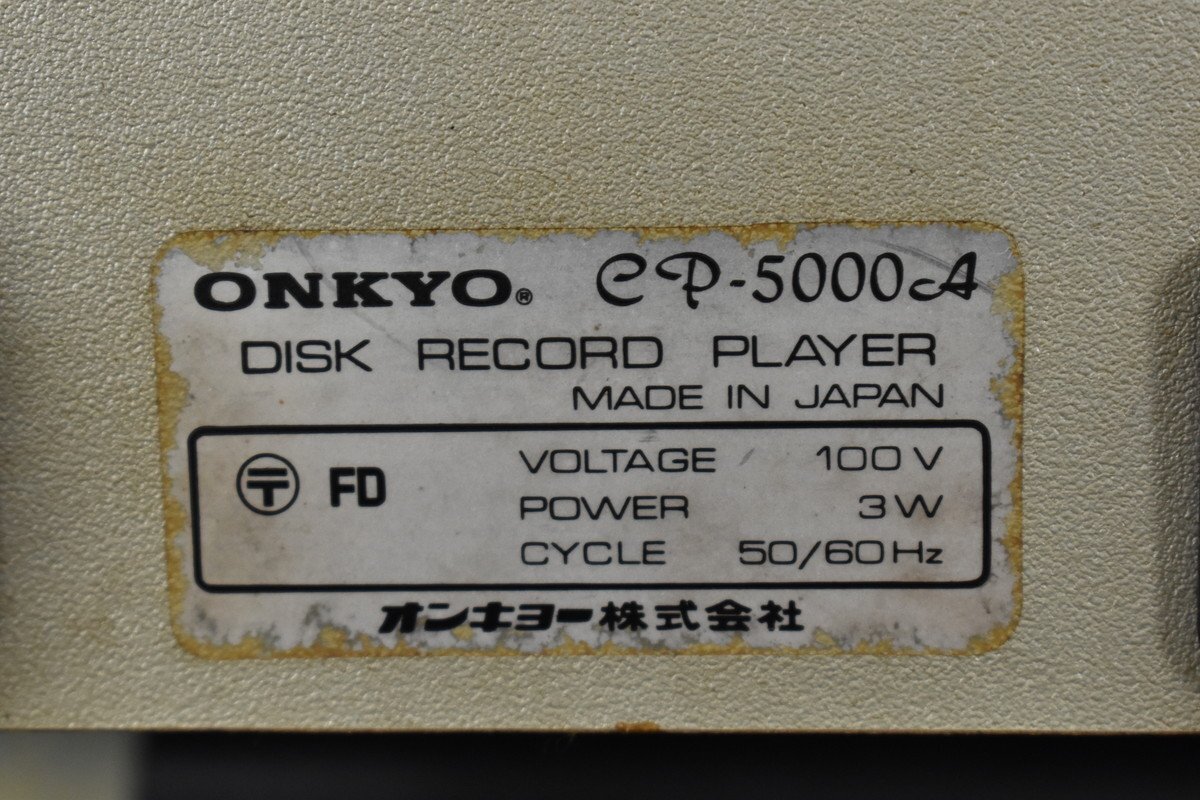 ONKYO® CP-5000A
DISK RECORD PLAYER
MADE IN JAPAN
〒 FD
VOLTAGE 100V
POWER 3W
CYCLE 50/60Hz
オンキヨー株式会社